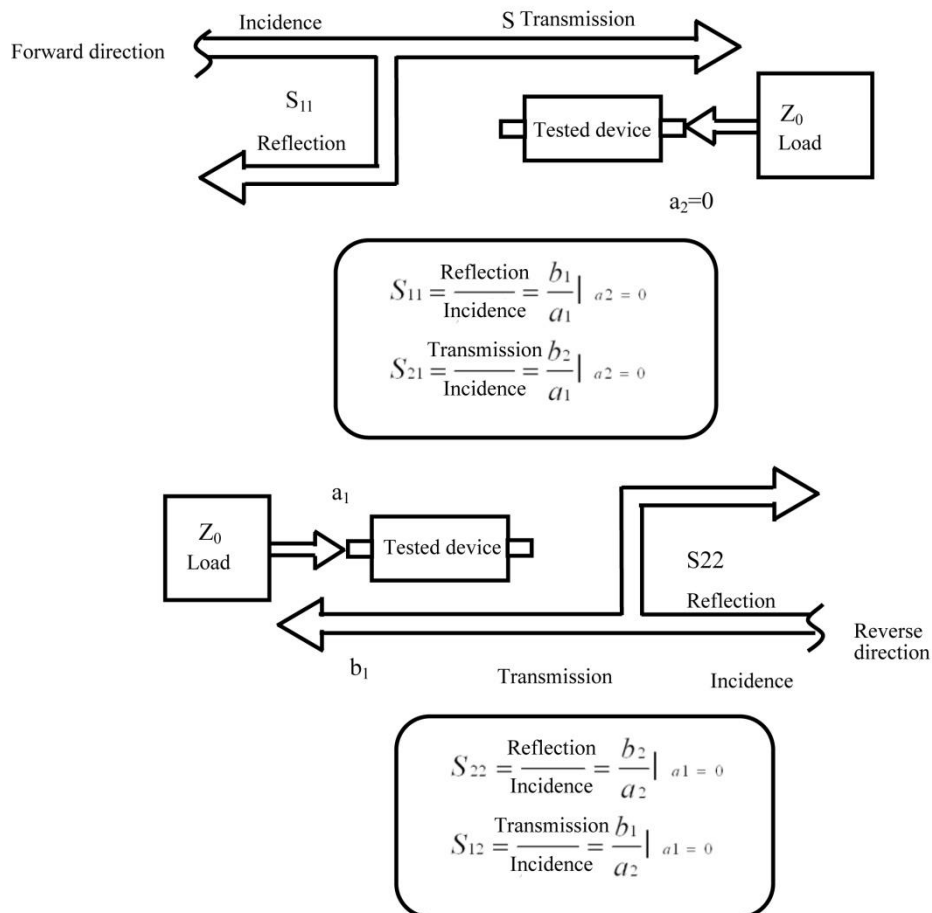 Incidence
S Transmission
Forward direction
S₁₁
Reflection
Tested device
Z₀
Load
a₂=0
S₁₁ = Reflection / Incidence = b₁ / a₁ | a2 = 0
S₂₁ = Transmission / Incidence = b₂ / a₁ | a2 = 0
a₁
Z₀
Load
Tested device
S22
Reflection
Reverse
direction
b₁
Transmission
Incidence
S₂₂ = Reflection / Incidence = b₂ / a₂ | a1 = 0
S₁₂ = Transmission / Incidence = b₁ / a₂ | a1 = 0